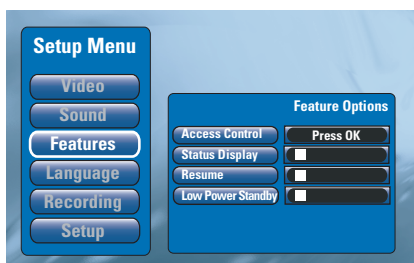 Setup Menu
Video
Sound
Features
Language
Recording
Setup
Feature Options
Access Control Press OK
Status Display
Resume
Low Power Standby